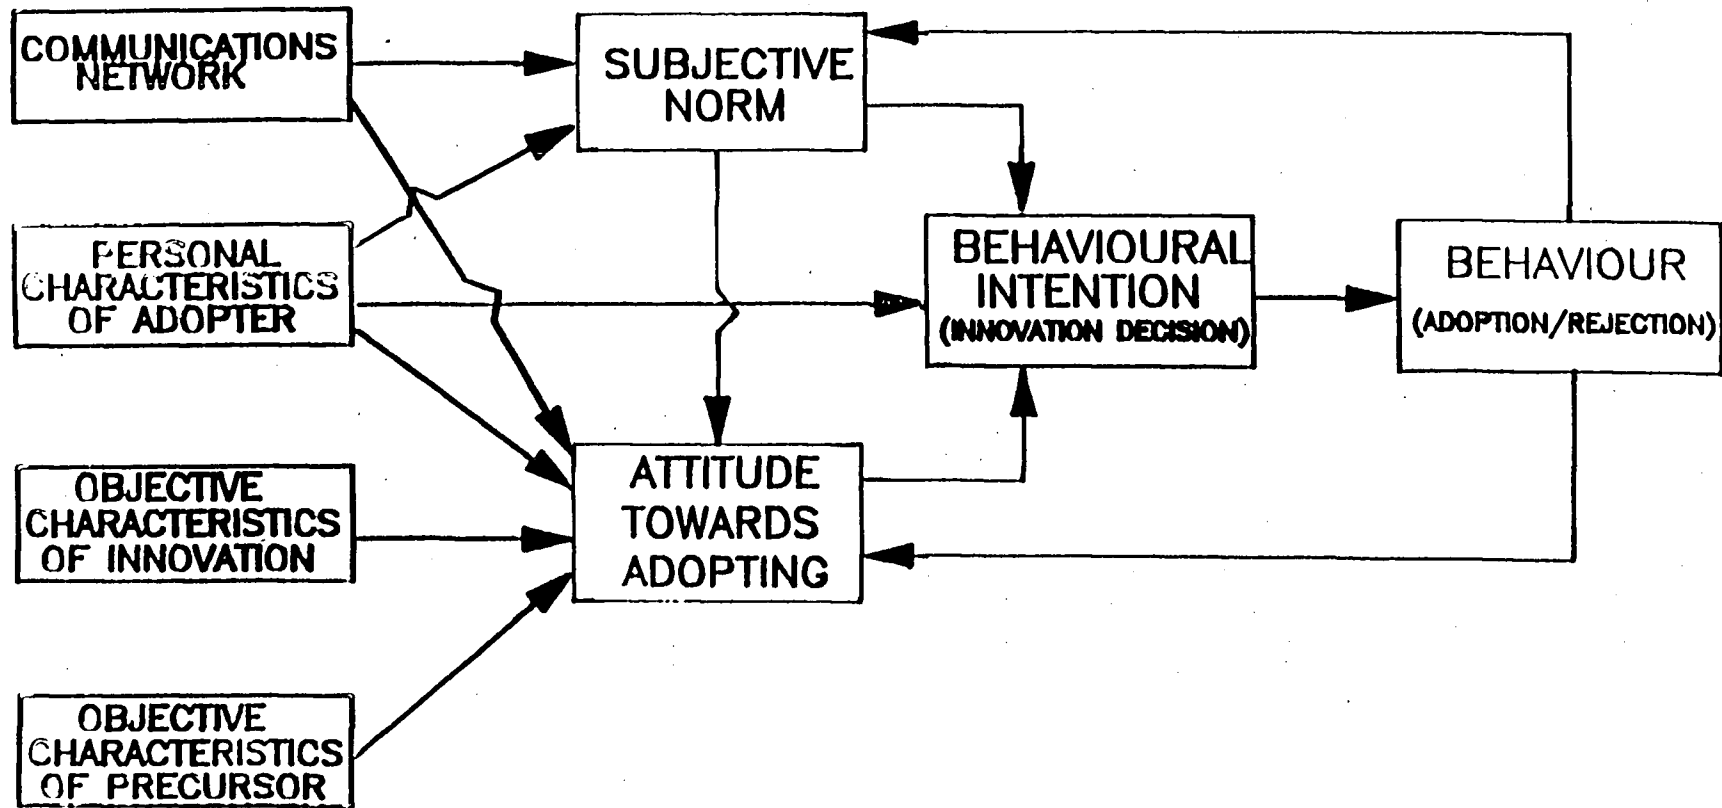 COMMUNICATIONS
NETWORK
SUBJECTIVE
NORM
PERSONAL
CHARACTERISTICS
OF ADOPTER
BEHAVIOURAL
INTENTION
(INNOVATION DECISION)
BEHAVIOUR
(ADOPTION/REJECTION)
OBJECTIVE
CHARACTERISTICS
OF INNOVATION
ATTITUDE
TOWARDS
ADOPTING
OBJECTIVE
CHARACTERISTICS
OF PRECURSOR